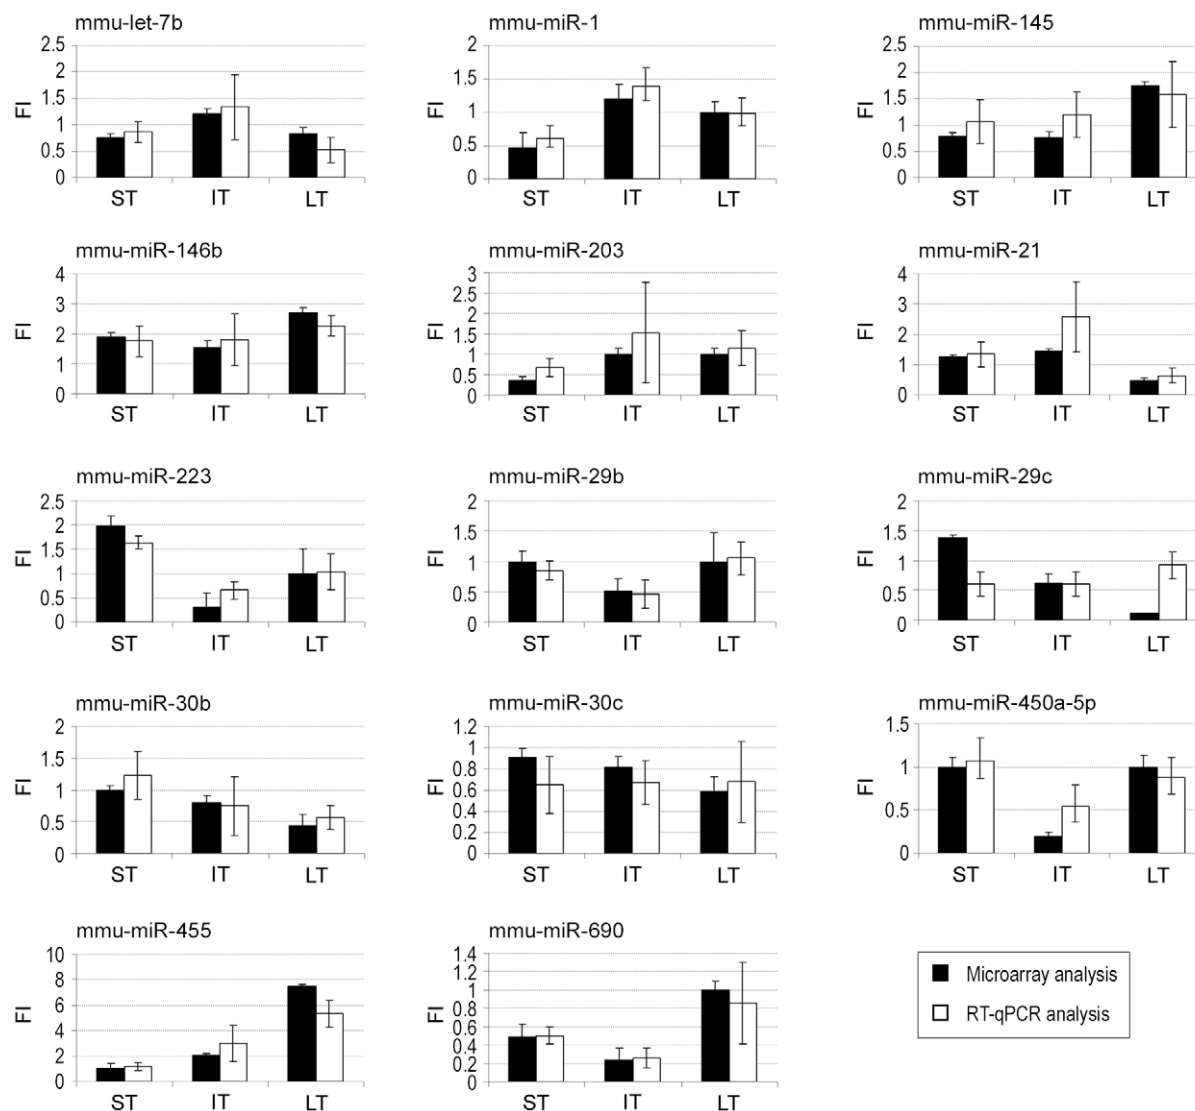 mmu-let-7b
2.5
2
1.5
1
0.5
0
FI
ST IT LT
mmu-miR-1
2
1.5
1
0.5
0
FI
ST IT LT
mmu-miR-145
2.5
2
1.5
1
0.5
0
FI
ST IT LT
mmu-miR-146b
4
3
2
1
0
FI
ST IT LT
mmu-miR-203
3
2.5
2
1.5
1
0.5
0
FI
ST IT LT
mmu-miR-21
4
3
2
1
0
FI
ST IT LT
mmu-miR-223
2.5
2
1.5
1
0.5
0
FI
ST IT LT
mmu-miR-29b
2
1.5
1
0.5
0
FI
ST IT LT
mmu-miR-29c
2
1.5
1
0.5
0
FI
ST IT LT
mmu-miR-30b
2
1.5
1
0.5
0
FI
ST IT LT
mmu-miR-30c
1.2
1
0.8
0.6
0.4
0.2
0
FI
ST IT LT
mmu-miR-450a-5p
1.5
1
0.5
0
FI
ST IT LT
mmu-miR-455
10
8
6
4
2
0
FI
ST IT LT
mmu-miR-690
1.4
1.2
1
0.8
0.6
0.4
0.2
0
FI
ST IT LT
Microarray analysis
RT-qPCR analysis